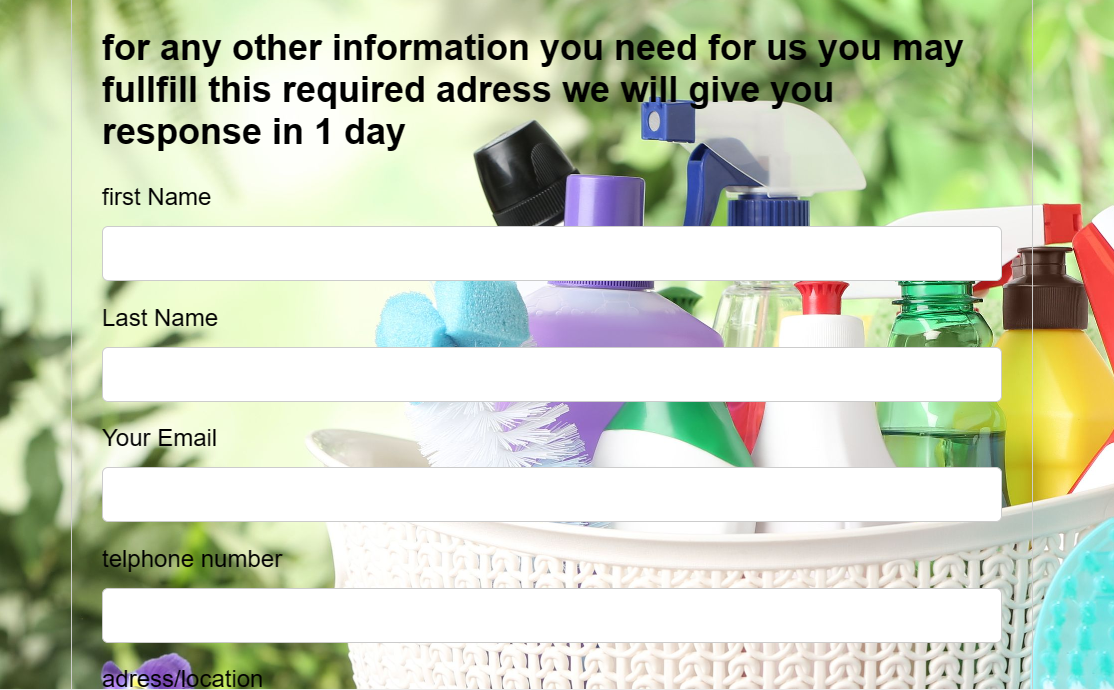 for any other information you need for us you may
fullfill this required adress we will give you
response in 1 day
first Name
Last Name
Your Email
telphone number
adress/location